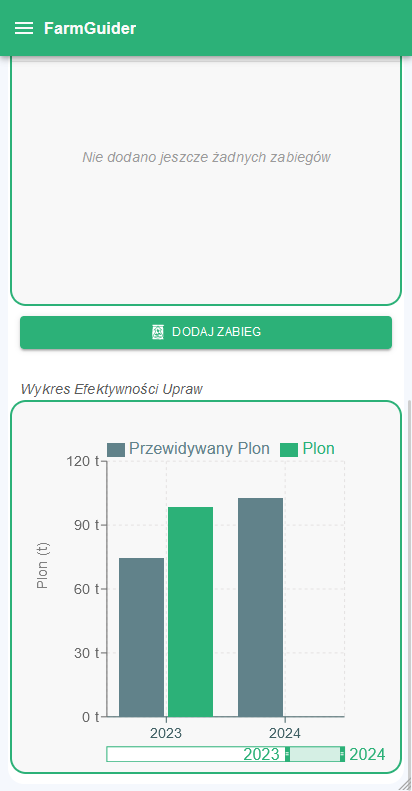 FarmGuider
Nie dodano jeszcze żadnych zabiegów
DODAJ ZABIEG
Wykres Efektywności Upraw
Przewidywany Plon Plon
120 t
90 t
60 t
30 t
0 t
Plon (t)
2023 2024
2023 2024